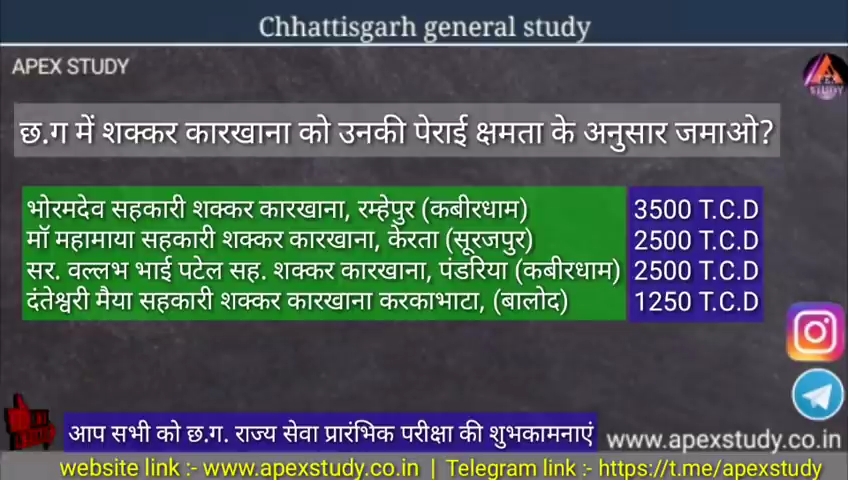 Chhattisgarh general study
APEX STUDY
छ.ग में शक्कर कारखाना को उनकी पेराई क्षमता के अनुसार जमाओ?
भोरमदेव सहकारी शक्कर कारखाना, रम्हेपुर (कबीरधाम) 3500 T.C.D
मॉ महामाया सहकारी शक्कर कारखाना, केरता (सूरजपुर) 2500 T.C.D
सर. वल्लभ भाई पटेल सह. शक्कर कारखाना, पंडरिया (कबीरधाम) 2500 T.C.D
दंतेश्वरी मैया सहकारी शक्कर कारखाना करकाभाटा, (बालोद) 1250 T.C.D
आप सभी को छ.ग. राज्य सेवा प्रारंभिक परीक्षा की शुभकामनाएं www.apexstudy.co.in
website link :- www.apexstudy.co.in | Telegram link :- https://t.me/apexstudy